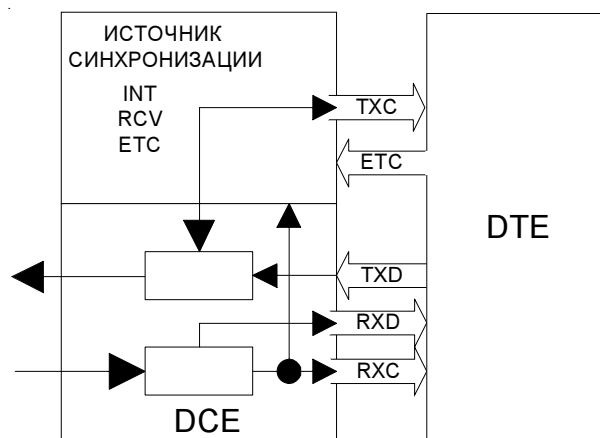 ИСТОЧНИК
СИНХРОНИЗАЦИИ
INT
RCV
ETC
TXC
ETC
DTE
TXD
RXD
RXC
DCE